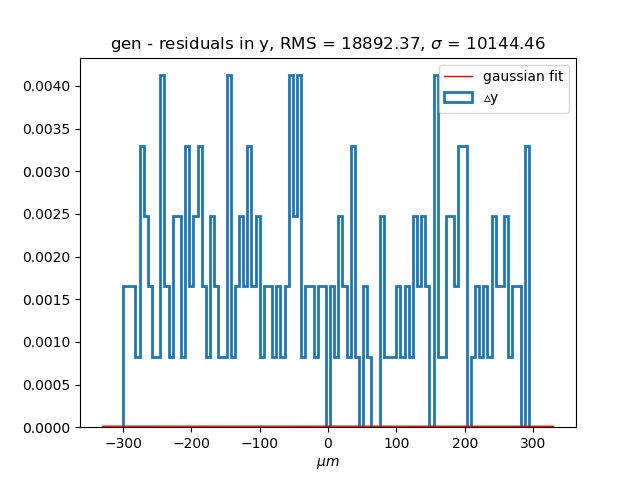 gen - residuals in y, RMS = 18892.37, σ = 10144.46
gaussian fit
▵y
0.0040
0.0035
0.0030
0.0025
0.0020
0.0015
0.0010
0.0005
0.0000
−300 −200 −100 0 100 200 300
μm